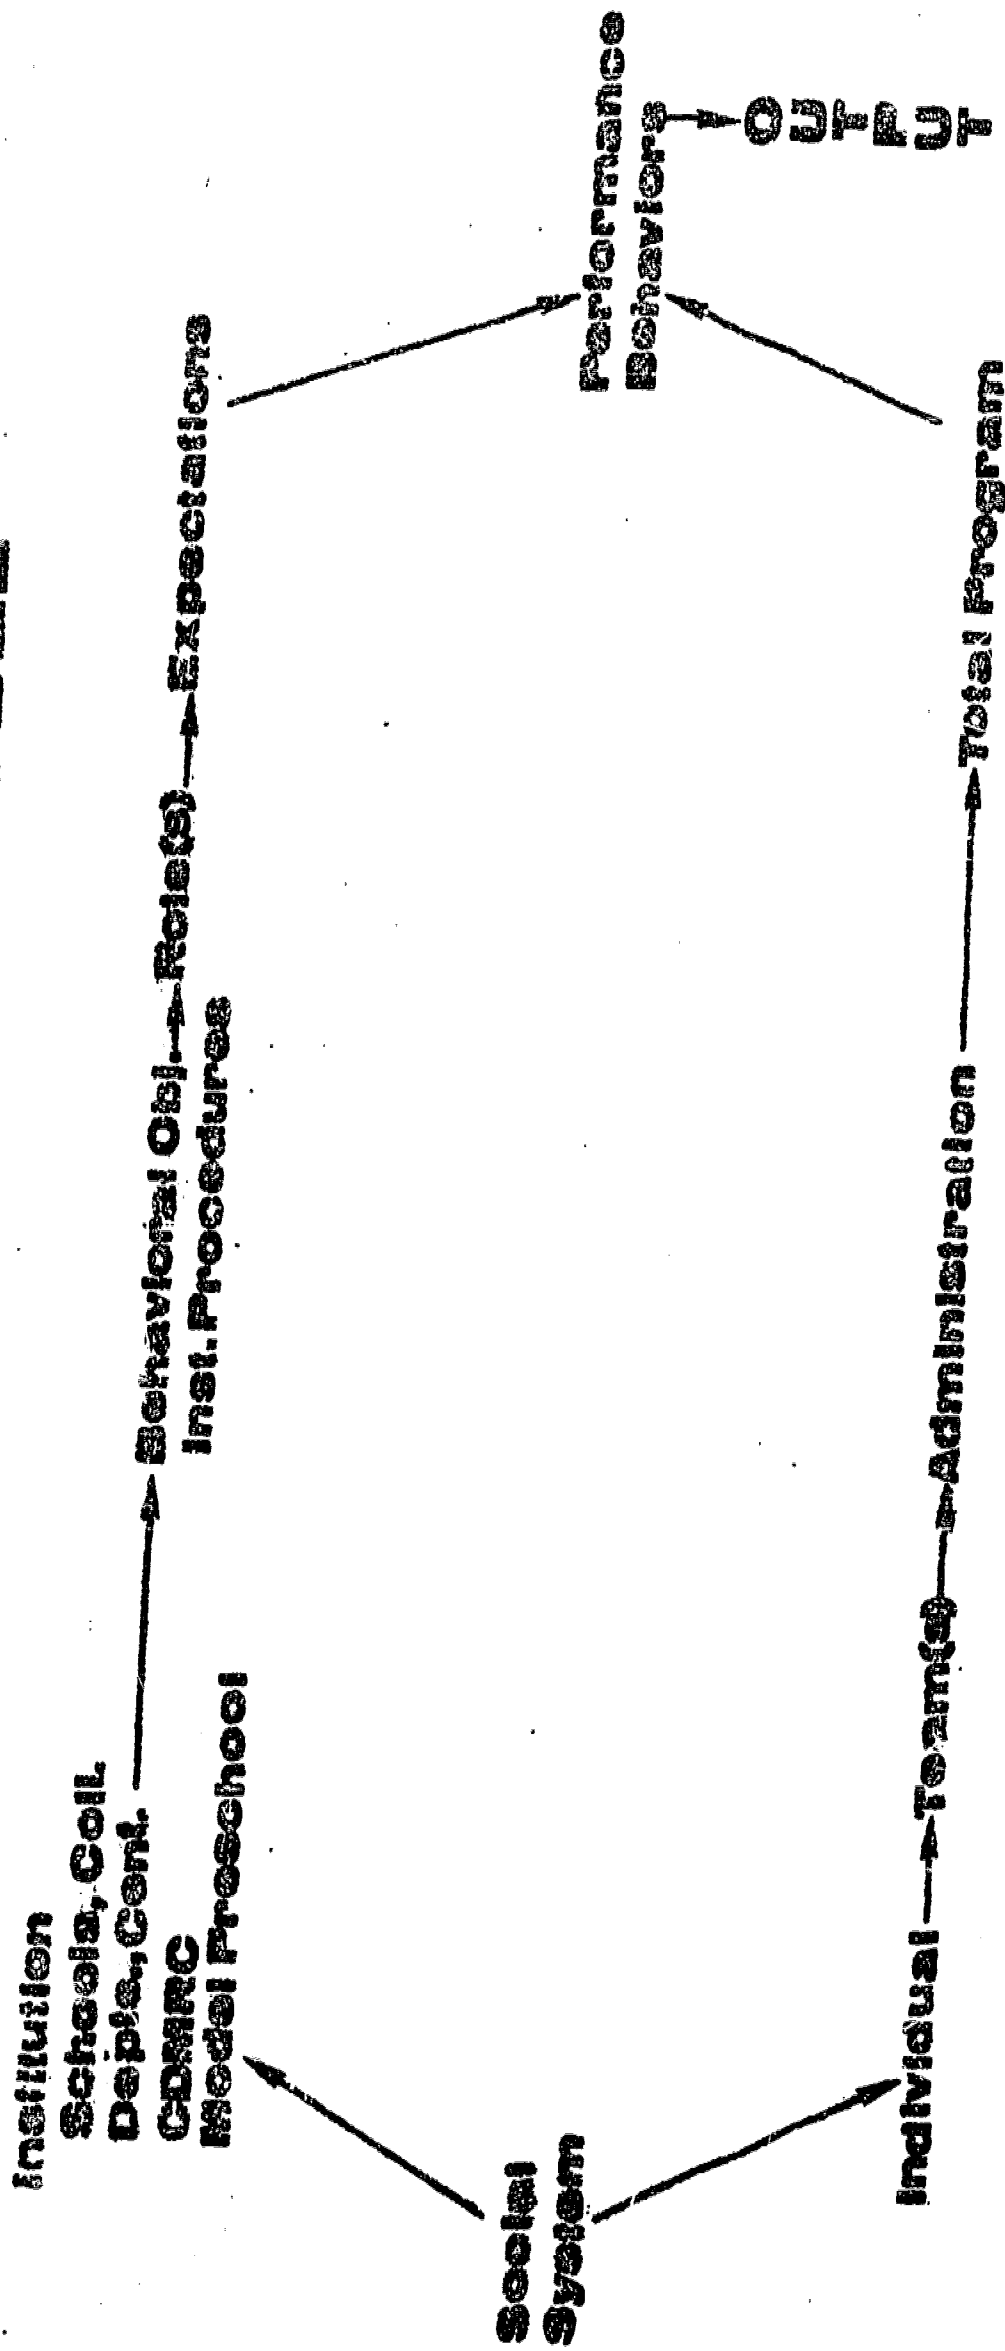 Institution
Schools, Coll.
Depts., Cent.
CDMRC
Model Preschool
Behavioral Obj.
Inst. Procedures
Role(s)
Expectations
Social
System
Performance
Behaviors
OUTPUT
Individual
Team(s)
Administration
Total Program